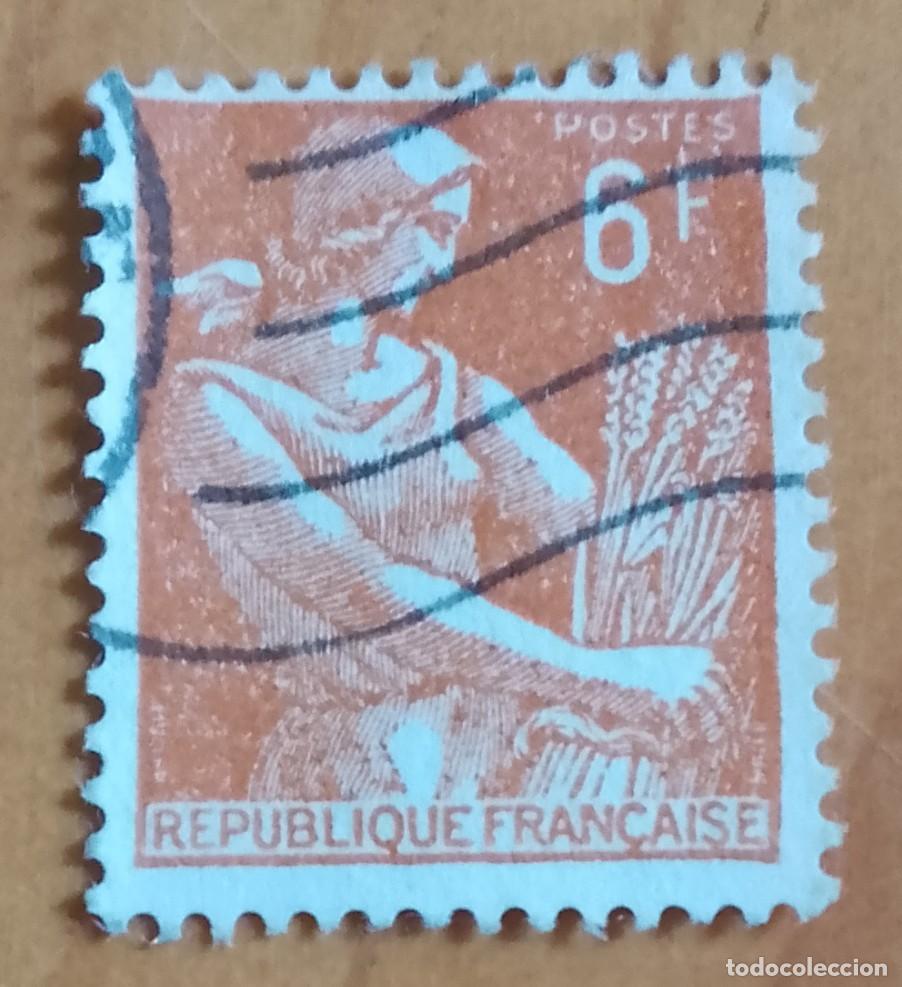 POSTES
6F
REPUBLIQUE FRANÇAISE
todocoleccion